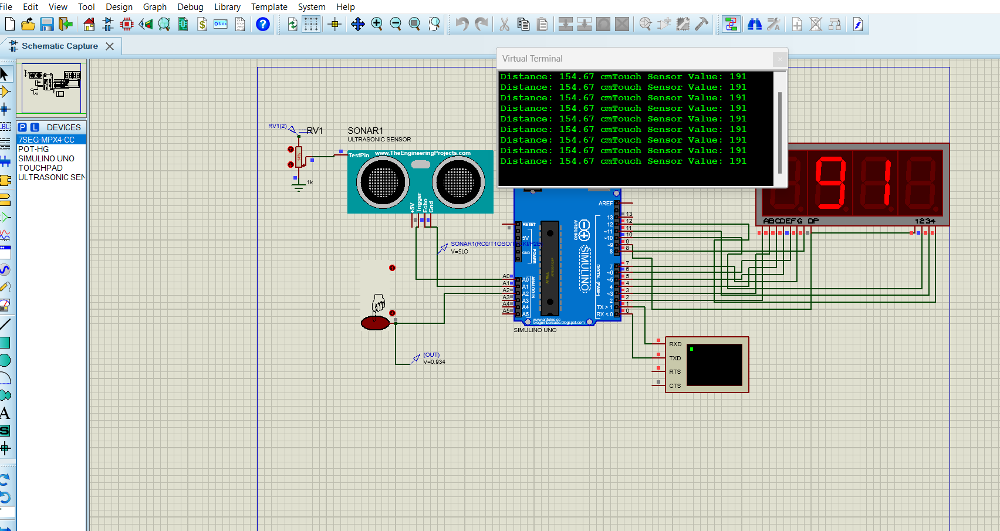 File Edit View Tool Design Graph Debug Library Template System Help
Schematic Capture
Virtual Terminal
Distance: 154.67 cmTouch Sensor Value: 191
Distance: 154.67 cmTouch Sensor Value: 191
Distance: 154.67 cmTouch Sensor Value: 191
Distance: 154.67 cmTouch Sensor Value: 191
Distance: 154.67 cmTouch Sensor Value: 191
Distance: 154.67 cmTouch Sensor Value: 191
Distance: 154.67 cmTouch Sensor Value: 191
Distance: 154.67 cmTouch Sensor Value: 191
Distance: 154.67 cmTouch Sensor Value: 191
P L DEVICES
7SEG-MPX4-CC
POT-HG
SIMULINO UNO
TOUCHPAD
ULTRASONIC SEN
LBL
A
S
RV1(2)
RV1
1k
SONAR1
ULTRASONIC SENSOR
TestPin
www.TheEngineeringProjects.com
+5V
Trigger
Echo
Gnd
V=SLO
(OUT)
V=0.934
91
ABCDEFG DP
1234
AREF
RESET
5V
GND
POWER
ANALOG IN
ARDUINO
SIMULINO
ATMEL
13 13
12 12
~11 11
~10 10
~9 9
8 8
7 7
~6 6
~5 5
4 4
~3 3
2 2
TX > 1 1
RX < 0 0
A0 A0
A1 A1
A2 A2
A3 A3
A4 A4
A5 A5
www.arduino.cc
blogembarcado.blogspot.com
SIMULINO UNO
RXD
TXD
RTS
CTS